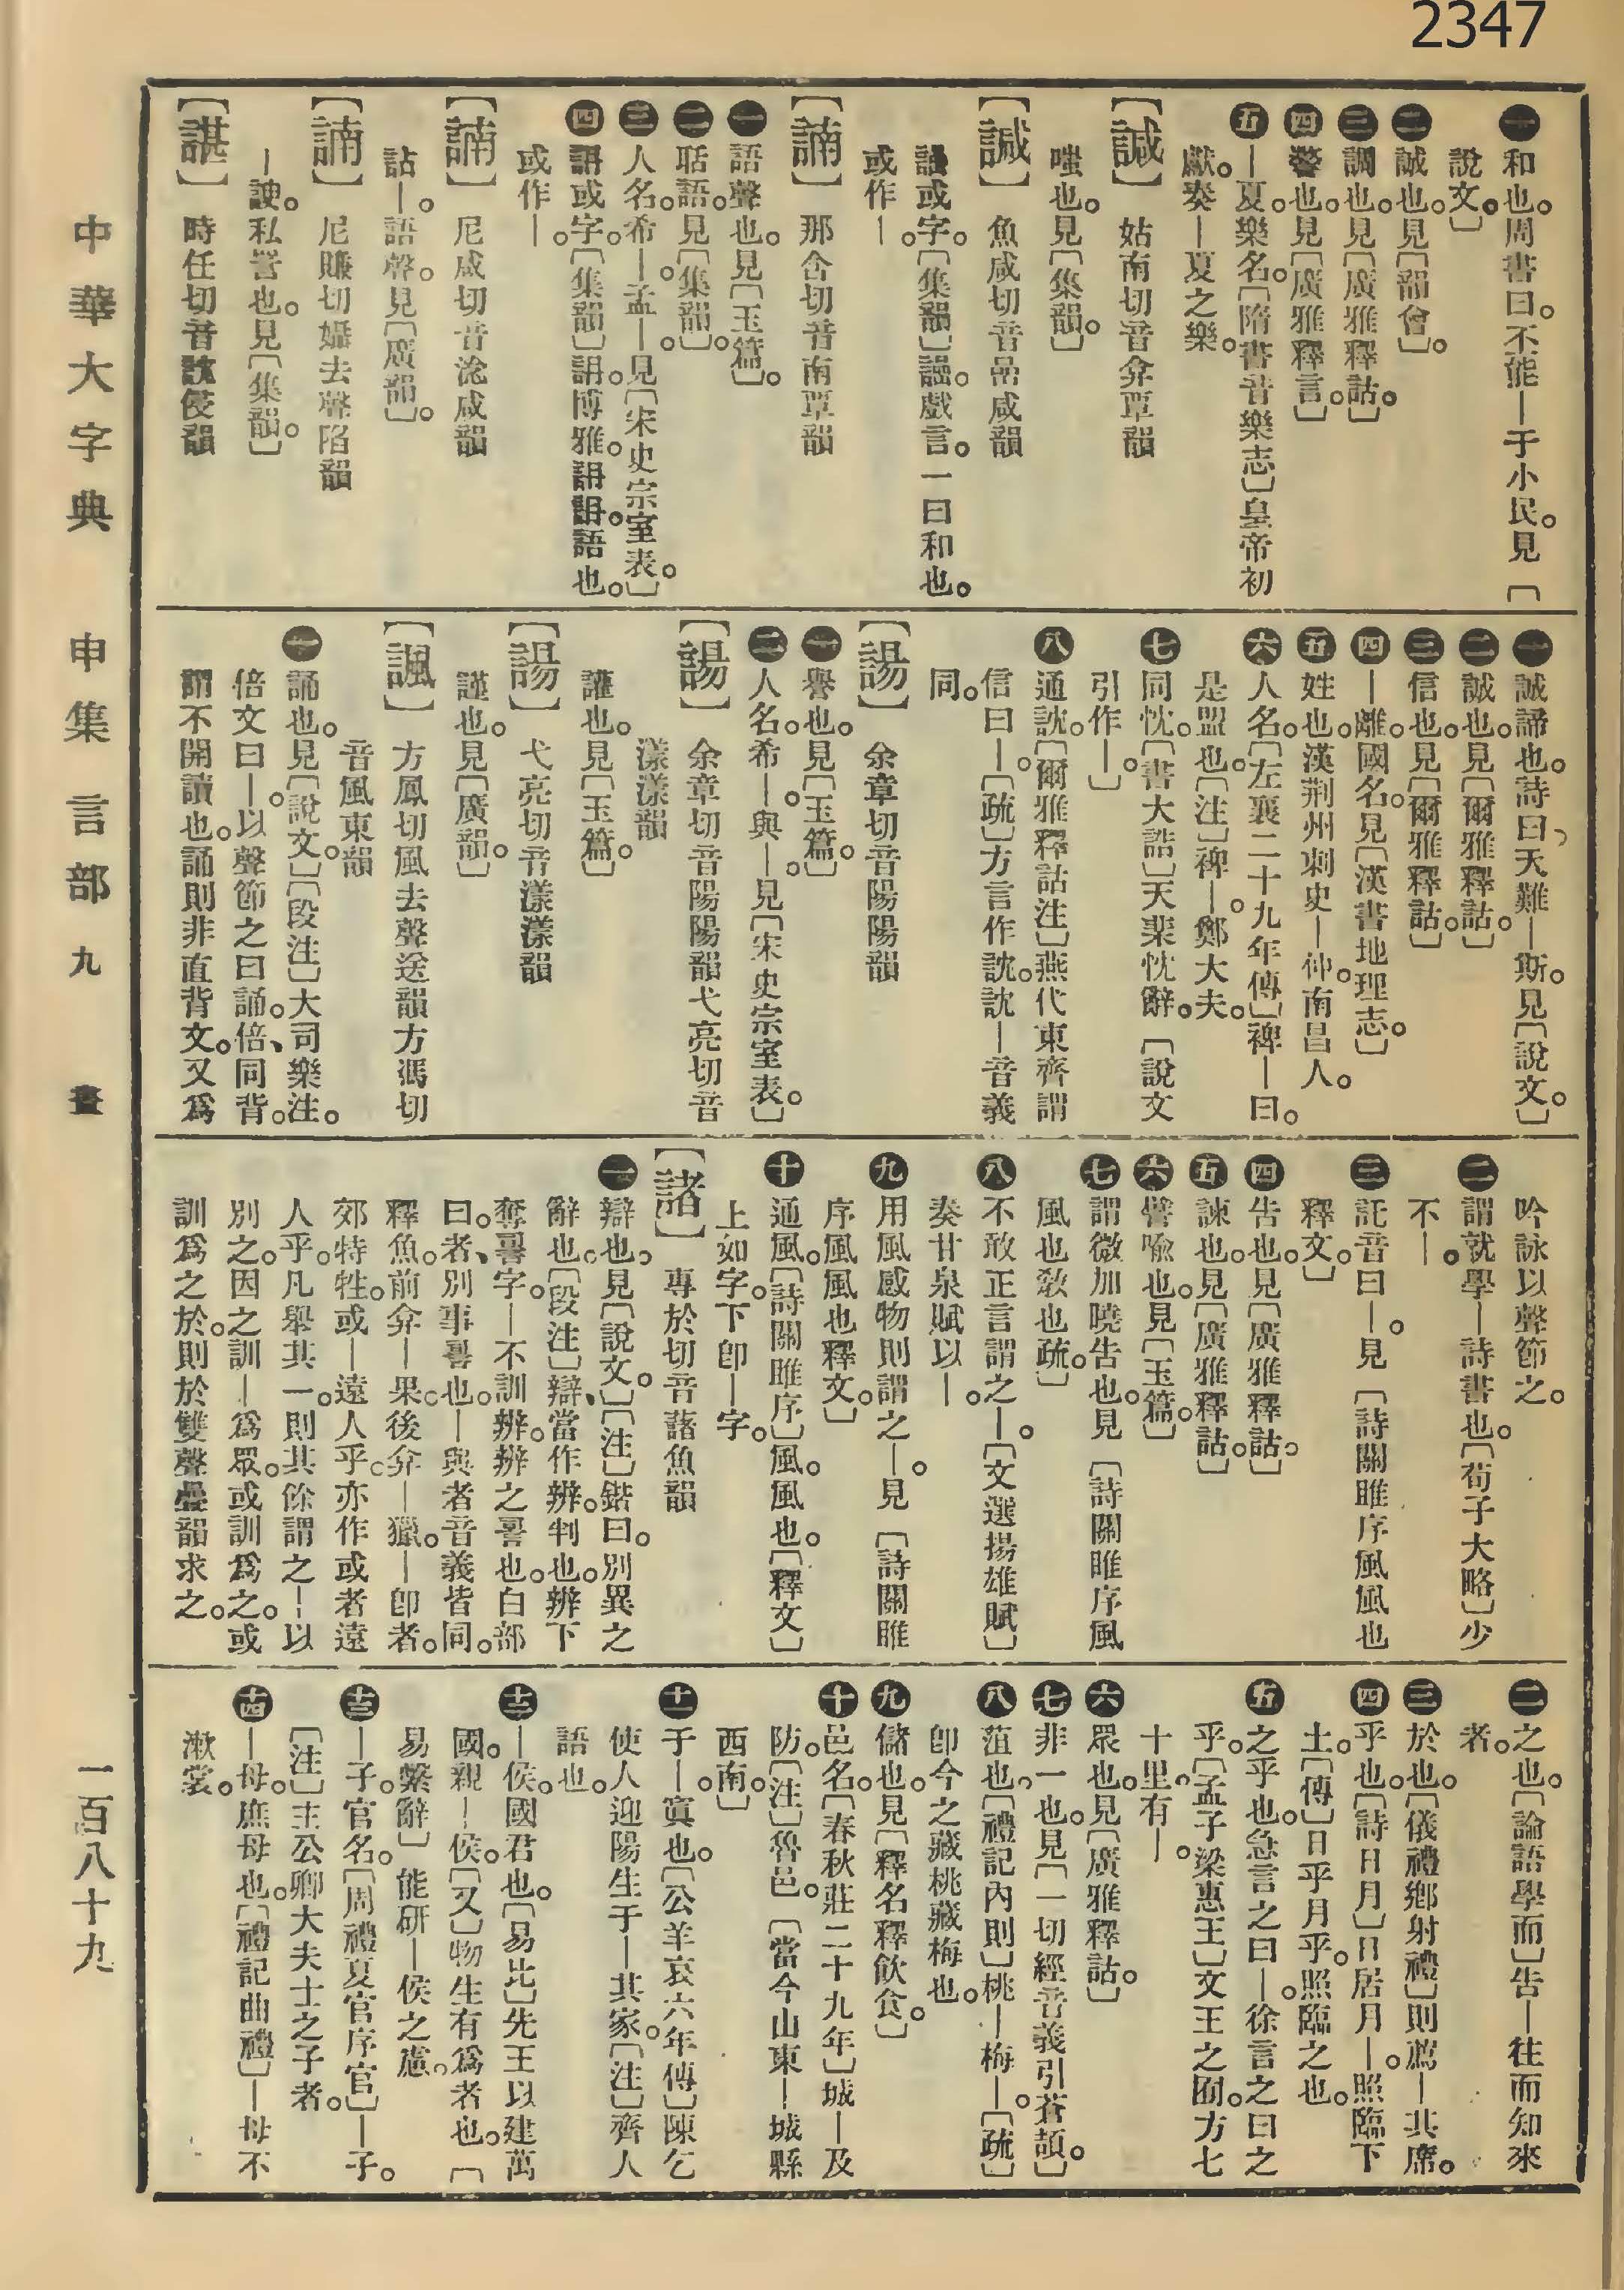 2347
㊀和也。周書曰。不能—于小民。見〔
說文。〕
㊁誠也。見〔韻會〕。
㊂調也。見〔廣雅釋詁。〕
㊃警也。見〔廣雅釋言。〕
㊄—夏。樂名。〔隋書音樂志〕皇帝初
獻。奏—夏之樂。
【諴】姑南切音弇覃韻
嗤也。見〔集韻。〕
【諴】魚咸切音嵒咸韻
讘或字。〔集韻〕讘。戲言。一曰和也。
或作—。
【諵】那含切音南覃韻
㊀語聲也。見〔玉篇〕。
㊁聒語。見〔集韻〕。
㊂人名。希—。孟—。見〔宋史宗室表。〕
㊃䛁或字。〔集韻〕䛁。博雅。䛁䛁。語也。
或作—。
【諵】尼咸切音淰咸韻
詀—。語聲。見〔廣韻〕。
【諵】尼賺切㜝去聲陷韻
—䛔。私詈也。見〔集韻。〕
【諶】時任切音訦侵韻
㊀誠諦也。詩曰。天難—斯。見〔說文。〕
㊁誠也。見〔爾雅釋詁。〕
㊂信也。見〔爾雅釋詁。〕
㊃—離。國名。見〔漢書地理志。〕
㊄姓也。漢荊州刺史—仲。南昌人。
㊅人名。〔左襄二十九年傳〕裨—曰。
是盟也。〔注〕裨—。鄭大夫。
㊆同忱。〔書大誥〕天棐忱辭。〔說文
引作—。〕
㊇通訦。〔爾雅釋詁注〕燕代東齊謂
信曰—。〔疏〕方言作訦。訦—音義
同。
【諹】余章切音陽陽韻
㊀譽也。見〔玉篇。〕
㊁人名。希—。與—。見〔宋史宗室表。〕
【諹】余章切音陽陽韻弋亮切音
漾漾韻
讙也。見〔玉篇。〕
【諹】弋亮切音漾漾韻
謹也。見〔廣韻。〕
【諷】方鳳切風去聲送韻方馮切
音風東韻
㊀誦也。見〔說文。〕〔段注〕大司樂注。
倍文曰—。以聲節之曰誦。倍、同背。
謂不開讀也。誦則非直背文。又爲
吟詠以聲節之。
㊁謂就學—詩書也。〔荀子大略〕少
不—。
㊂託音曰—。見〔詩關雎序風風也
釋文。〕
㊃告也。見〔廣雅釋詁。〕
㊄諫也。見〔廣雅釋詁。〕
㊅譬喩也。見〔玉篇。〕
㊆謂微加曉告也。見〔詩關雎序風
風也敎也疏。〕
㊇不敢正言謂之—。〔文選揚雄賦〕
奏甘泉賦以—。
㊈用風感物則謂之—。見〔詩關雎
序風風也釋文。〕
㊉通風。〔詩關雎序〕風。風也。〔釋文〕
上如字。下卽—字。
【諸】專於切音藷魚韻
㊀辯也。見〔說文。〕〔注〕鍇曰。別異之
辭也。〔段注〕辯、當作辨。判也。辨下
奪䛐字。—不訓辨。辨之䛐也。白部
曰。者、別事䛐也。—與者音義皆同。
釋魚。前弇—果。後弇—獵。—卽者。
郊特牲。或—遠人乎。亦作或者遠
人乎。凡舉其一。則其餘謂之—。以
別之。因之訓—爲眾。或訓爲之。或
訓爲之於。則於雙聲疊韻求之。
㊁之也。〔論語學而〕告—往而知來
者。
㊂於也。〔儀禮鄉射禮〕則薦—其席。
㊃乎也。〔詩日月〕日居月—。照臨下
土。〔傳〕日乎月乎。照臨之也。
㊄之乎也。急言之曰—。徐言之曰之
乎。〔孟子梁惠王〕文王之囿。方七
十里。有—。
㊅眾也。見〔廣雅釋詁。〕
㊆非一也。見〔一切經音義引蒼頡。〕
㊇菹也。〔禮記內則〕桃—梅—。〔疏〕
卽今之藏桃藏梅也。
㊈儲也。見〔釋名釋飲食。〕
㊉邑名。〔春秋莊二十九年〕城—及
防。〔注〕魯邑。〔當今山東—城縣
西南〕
十一于—。寘也。〔公羊哀六年傳〕陳乞
使人迎陽生于—其家。〔注〕齊人
語也。
十二—侯。國君也。〔易比〕先王以建萬
國。親—侯。〔又〕物生有爲者也。〔
易繫辭〕能研—侯之慮。
十三—子。官名。〔周禮夏官序官〕—子。
〔注〕主公卿大夫士之子者。
十四—母。庶母也。〔禮記曲禮〕—母不
漱裳。
中華大字典 申集 言部 九畫 一百八十九